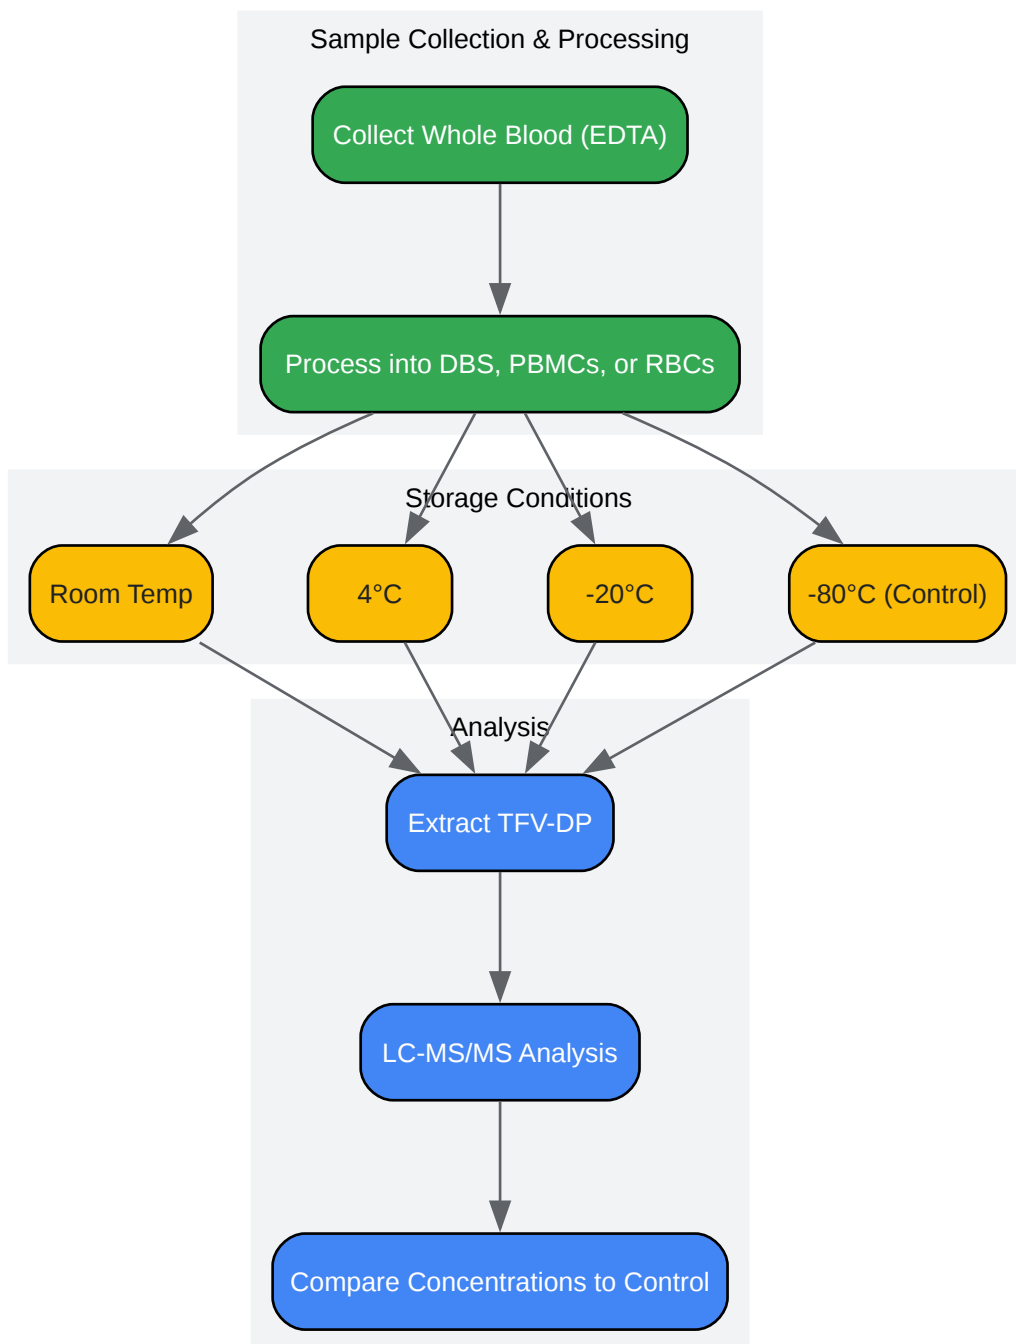 Sample Collection & Processing
Collect Whole Blood (EDTA)
Process into DBS, PBMCs, or RBCs
Storage Conditions
Room Temp
4°C
-20°C
-80°C (Control)
Analysis
Extract TFV-DP
LC-MS/MS Analysis
Compare Concentrations to Control